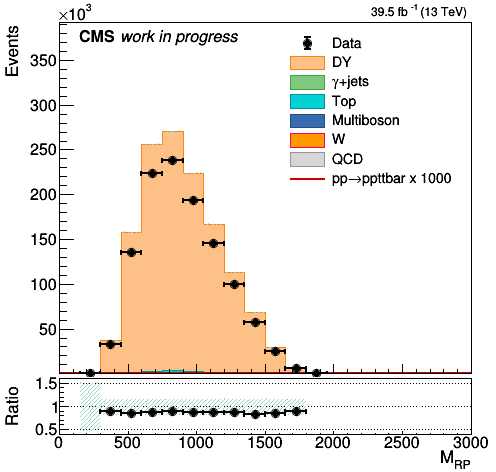 ×10³
39.5 fb⁻¹ (13 TeV)
CMS work in progress
Events
350
300
250
200
150
100
50
Data
DY
γ+jets
Top
Multiboson
W
QCD
pp→ppttbar x 1000
Ratio
1.5
1
0.5
0 500 1000 1500 2000 2500 3000
M_RP